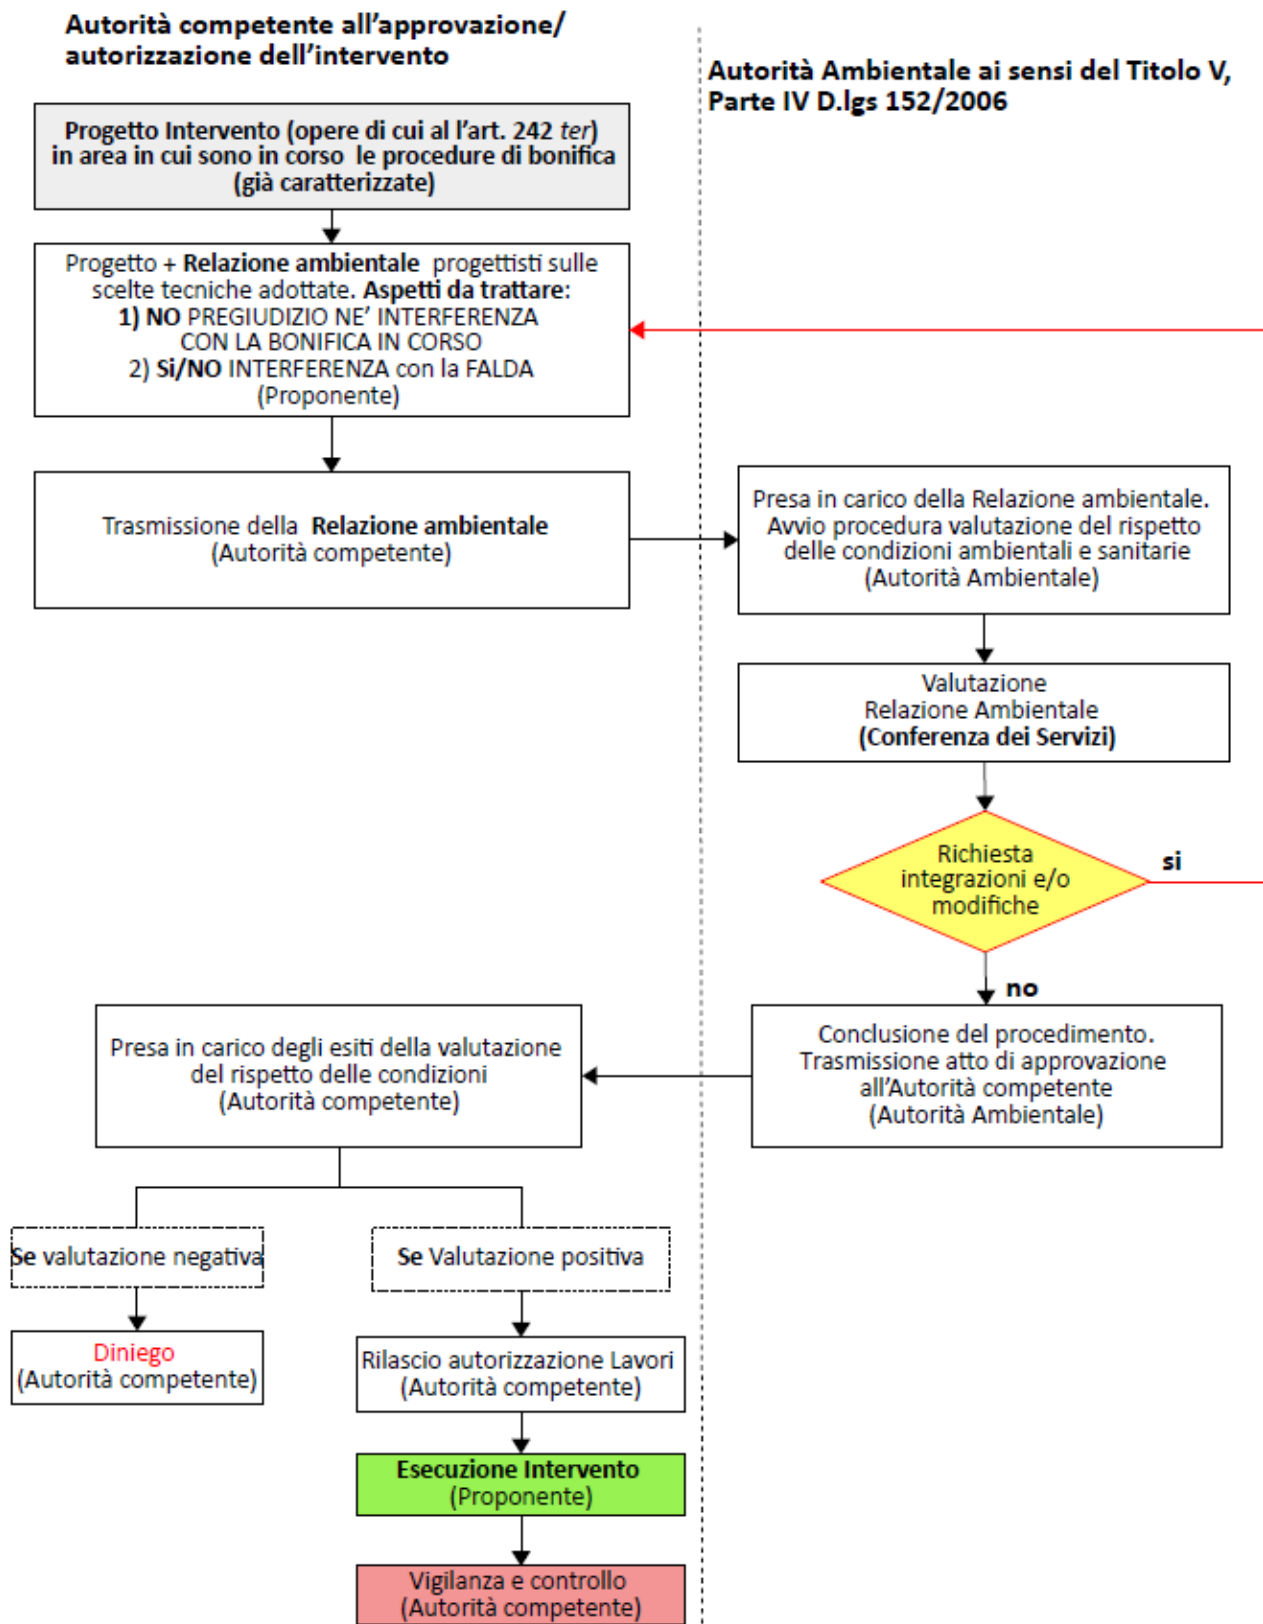 Autorità competente all'approvazione/
autorizzazione dell'intervento
Autorità Ambientale ai sensi del Titolo V,
Parte IV D.lgs 152/2006
Progetto Intervento (opere di cui al l'art. 242 ter)
in area in cui sono in corso le procedure di bonifica
(già caratterizzate)
Progetto + Relazione ambientale progettisti sulle
scelte tecniche adottate. Aspetti da trattare:
1) NO PREGIUDIZIO NE' INTERFERENZA
CON LA BONIFICA IN CORSO
2) Si/NO INTERFERENZA con la FALDA
(Proponente)
Trasmissione della Relazione ambientale
(Autorità competente)
Presa in carico della Relazione ambientale.
Avvio procedura valutazione del rispetto
delle condizioni ambientali e sanitarie
(Autorità Ambientale)
Valutazione
Relazione Ambientale
(Conferenza dei Servizi)
Richiesta
integrazioni e/o
modifiche
si
no
Conclusione del procedimento.
Trasmissione atto di approvazione
all'Autorità competente
(Autorità Ambientale)
Presa in carico degli esiti della valutazione
del rispetto delle condizioni
(Autorità competente)
Se valutazione negativa
Se Valutazione positiva
Diniego
(Autorità competente)
Rilascio autorizzazione Lavori
(Autorità competente)
Esecuzione Intervento
(Proponente)
Vigilanza e controllo
(Autorità competente)